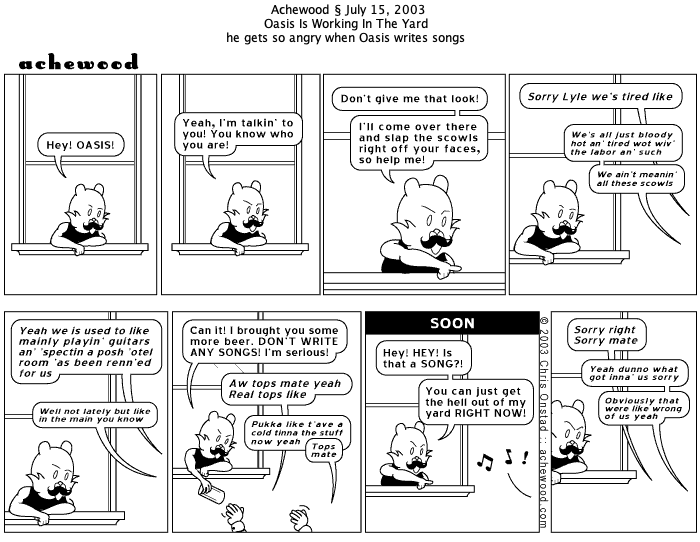 Achewood § July 15, 2003
Oasis Is Working In The Yard
he gets so angry when Oasis writes songs
achewood
Hey! OASIS!
Yeah, I'm talkin' to
you! You know who
you are!
Don't give me that look!
I'll come over there
and slap the scowls
right off your faces,
so help me!
Sorry Lyle we's tired like
We's all just bloody
hot an' tired wot wiv'
the labor an' such
We ain't meanin'
all these scowls
Yeah we is used to like
mainly playin' guitars
an' 'spectin a posh 'otel
room 'as been renn'ed
for us
Well not lately but like
in the main you know
Can it! I brought you some
more beer. DON'T WRITE
ANY SONGS! I'm serious!
Aw tops mate yeah
Real tops like
Pukka like t'ave a
cold tinna the stuff
now yeah
Tops
mate
SOON
Hey! HEY! Is
that a SONG?!
You can just get
the hell out of my
yard RIGHT NOW!
© 2003 Chris Onstad :: achewood.com
Sorry right
Sorry mate
Yeah dunno what
got inna' us sorry
Obviously that
were like wrong
of us yeah